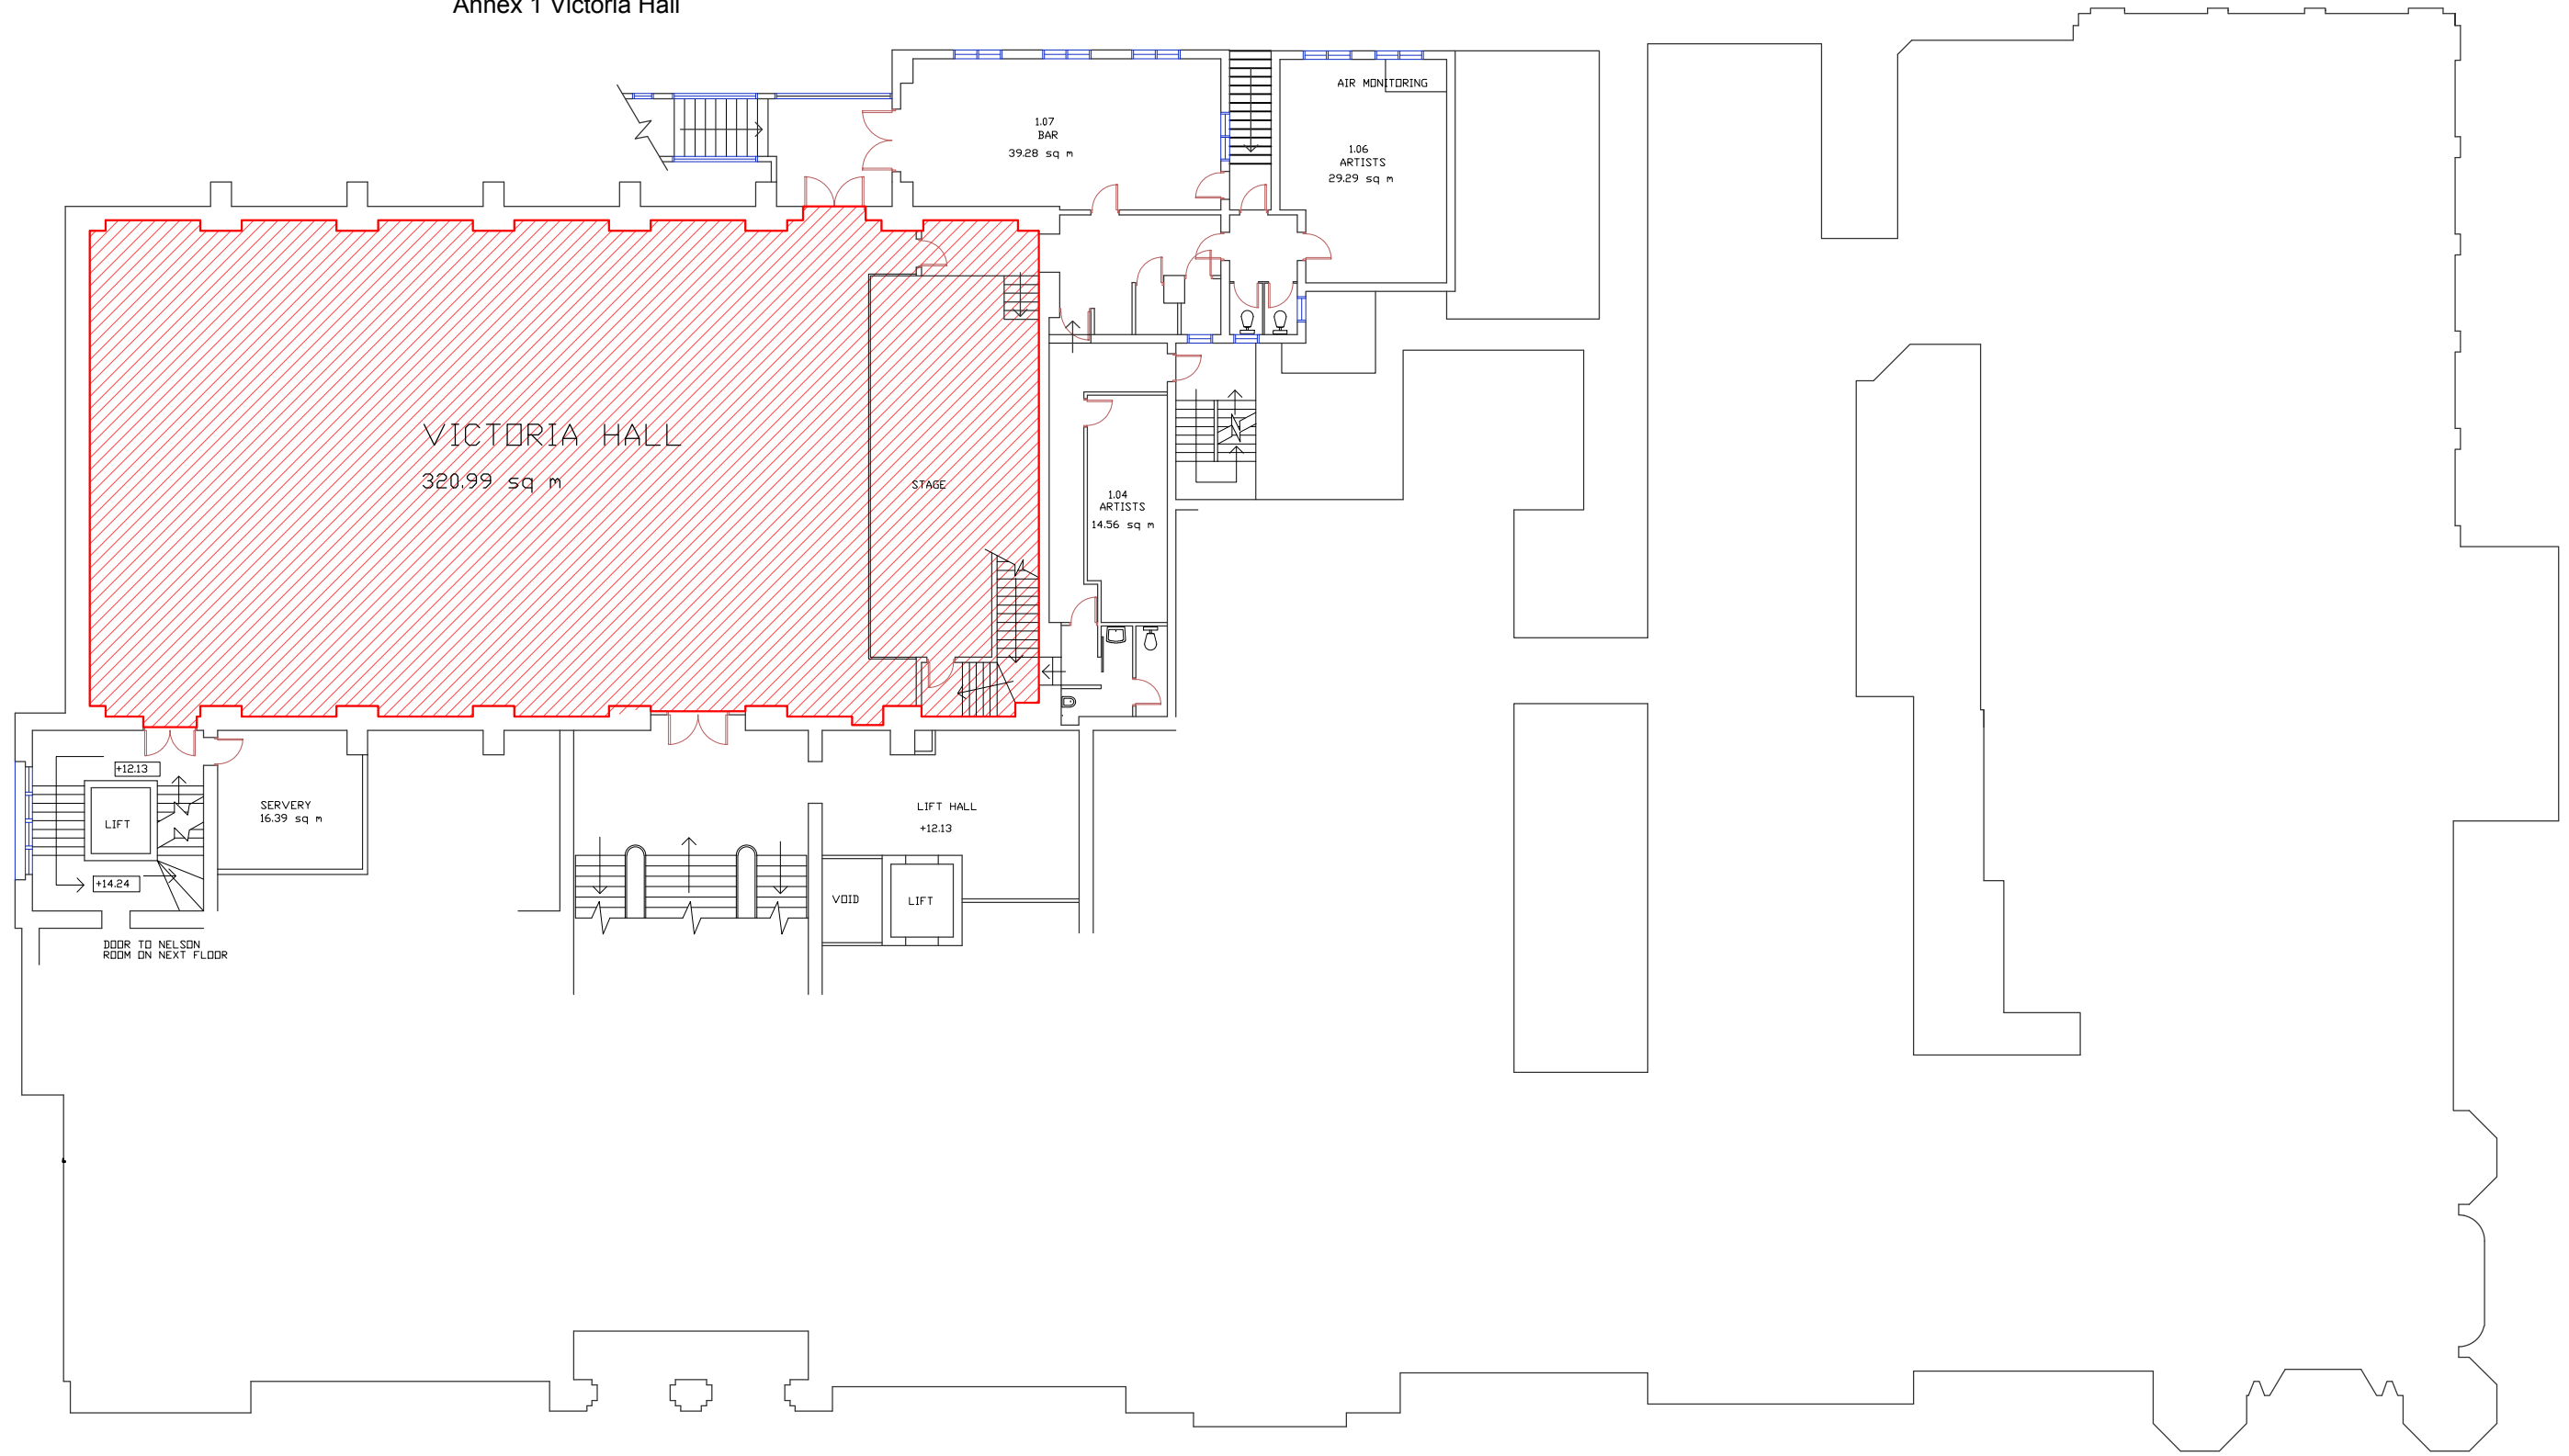 Annex 1 Victoria Hall
AIR MONITORING
1.07
BAR
39.28 sq m
1.06
ARTISTS
29.29 sq m
VICTORIA HALL
320.99 sq m
STAGE
1.04
ARTISTS
14.56 sq m
+12.13
LIFT
+14.24
SERVERY
16.39 sq m
LIFT HALL
+12.13
VOID
LIFT
DOOR TO NELSON
ROOM ON NEXT FLOOR